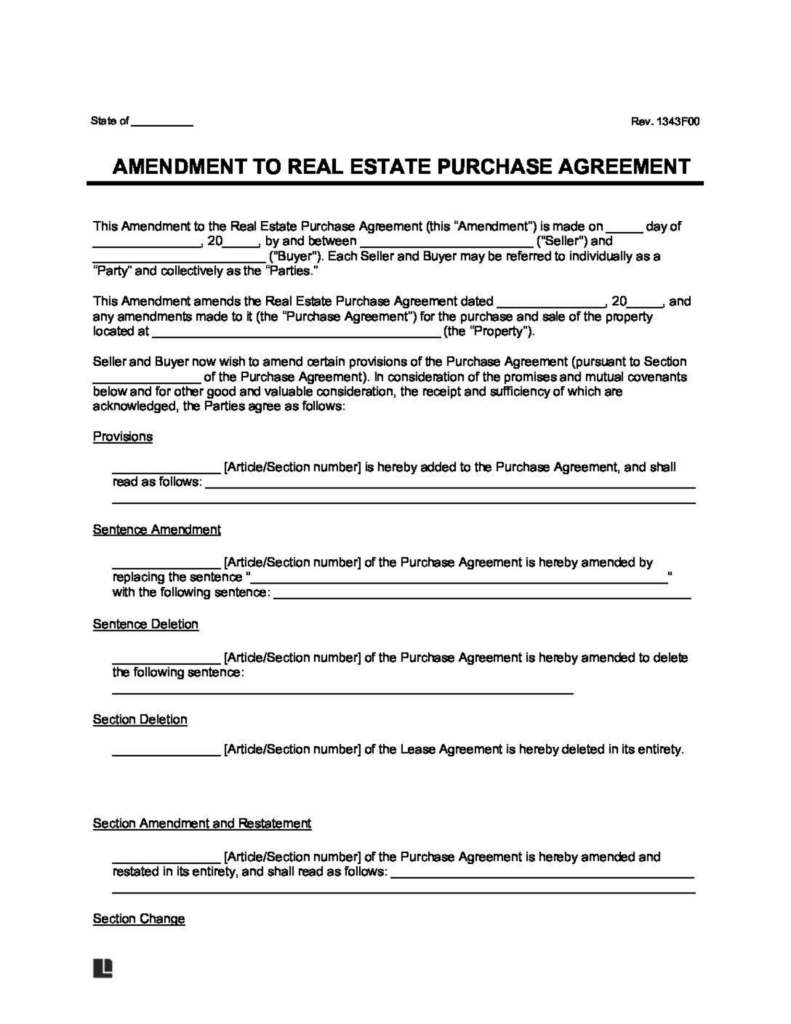 State of __________ Rev. 1343F00
AMENDMENT TO REAL ESTATE PURCHASE AGREEMENT
This Amendment to the Real Estate Purchase Agreement (this “Amendment”) is made on _____ day of
_______________, 20_____, by and between ________________________ ("Seller") and
________________________ ("Buyer"). Each Seller and Buyer may be referred to individually as a
“Party” and collectively as the “Parties.”
This Amendment amends the Real Estate Purchase Agreement dated _______________, 20_____, and
any amendments made to it (the “Purchase Agreement”) for the purchase and sale of the property
located at ________________________________________ (the “Property”).
Seller and Buyer now wish to amend certain provisions of the Purchase Agreement (pursuant to Section
_______________ of the Purchase Agreement). In consideration of the promises and mutual covenants
below and for other good and valuable consideration, the receipt and sufficiency of which are
acknowledged, the Parties agree as follows:
Provisions
_______________ [Article/Section number] is hereby added to the Purchase Agreement, and shall
read as follows: ____________________________________________________________________
Sentence Amendment
_______________ [Article/Section number] of the Purchase Agreement is hereby amended by
replacing the sentence "__________________________________________________________"
with the following sentence: __________________________________________________________
Sentence Deletion
_______________ [Article/Section number] of the Purchase Agreement is hereby amended to delete
the following sentence:
________________________________________________________________
Section Deletion
_______________ [Article/Section number] of the Lease Agreement is hereby deleted in its entirety.
Section Amendment and Restatement
_______________ [Article/Section number] of the Purchase Agreement is hereby amended and
restated in its entirety, and shall read as follows: __________________________________________
Section Change